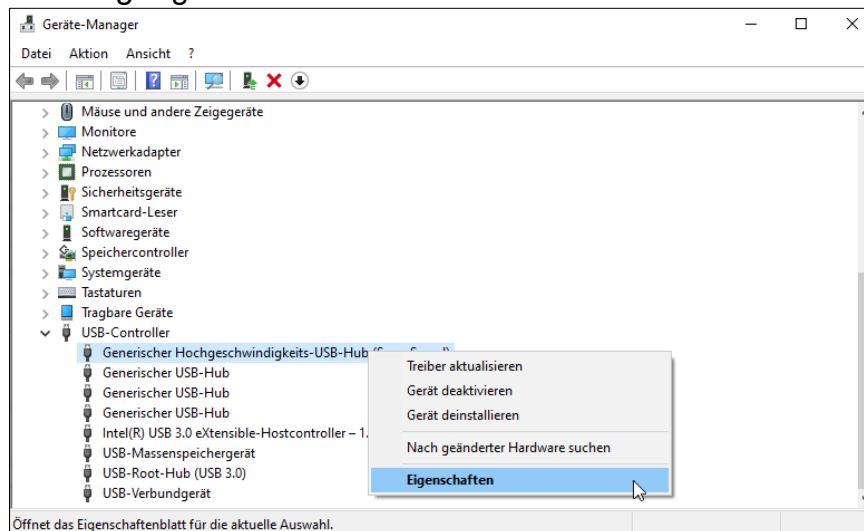 Geräte-Manager
Datei Aktion Ansicht ?
Mäuse und andere Zeigegeräte
Monitore
Netzwerkadapter
Prozessoren
Sicherheitsgeräte
Smartcard-Leser
Softwaregeräte
Speichercontroller
Systemgeräte
Tastaturen
Tragbare Geräte
USB-Controller
Generischer Hochgeschwindigkeits-USB-Hub
Generischer USB-Hub
Generischer USB-Hub
Generischer USB-Hub
Intel(R) USB 3.0 eXtensible-Hostcontroller – 1.
USB-Massenspeichergerät
USB-Root-Hub (USB 3.0)
USB-Verbundgerät
Treiber aktualisieren
Gerät deaktivieren
Gerät deinstallieren
Nach geänderter Hardware suchen
Eigenschaften
Öffnet das Eigenschaftenblatt für die aktuelle Auswahl.